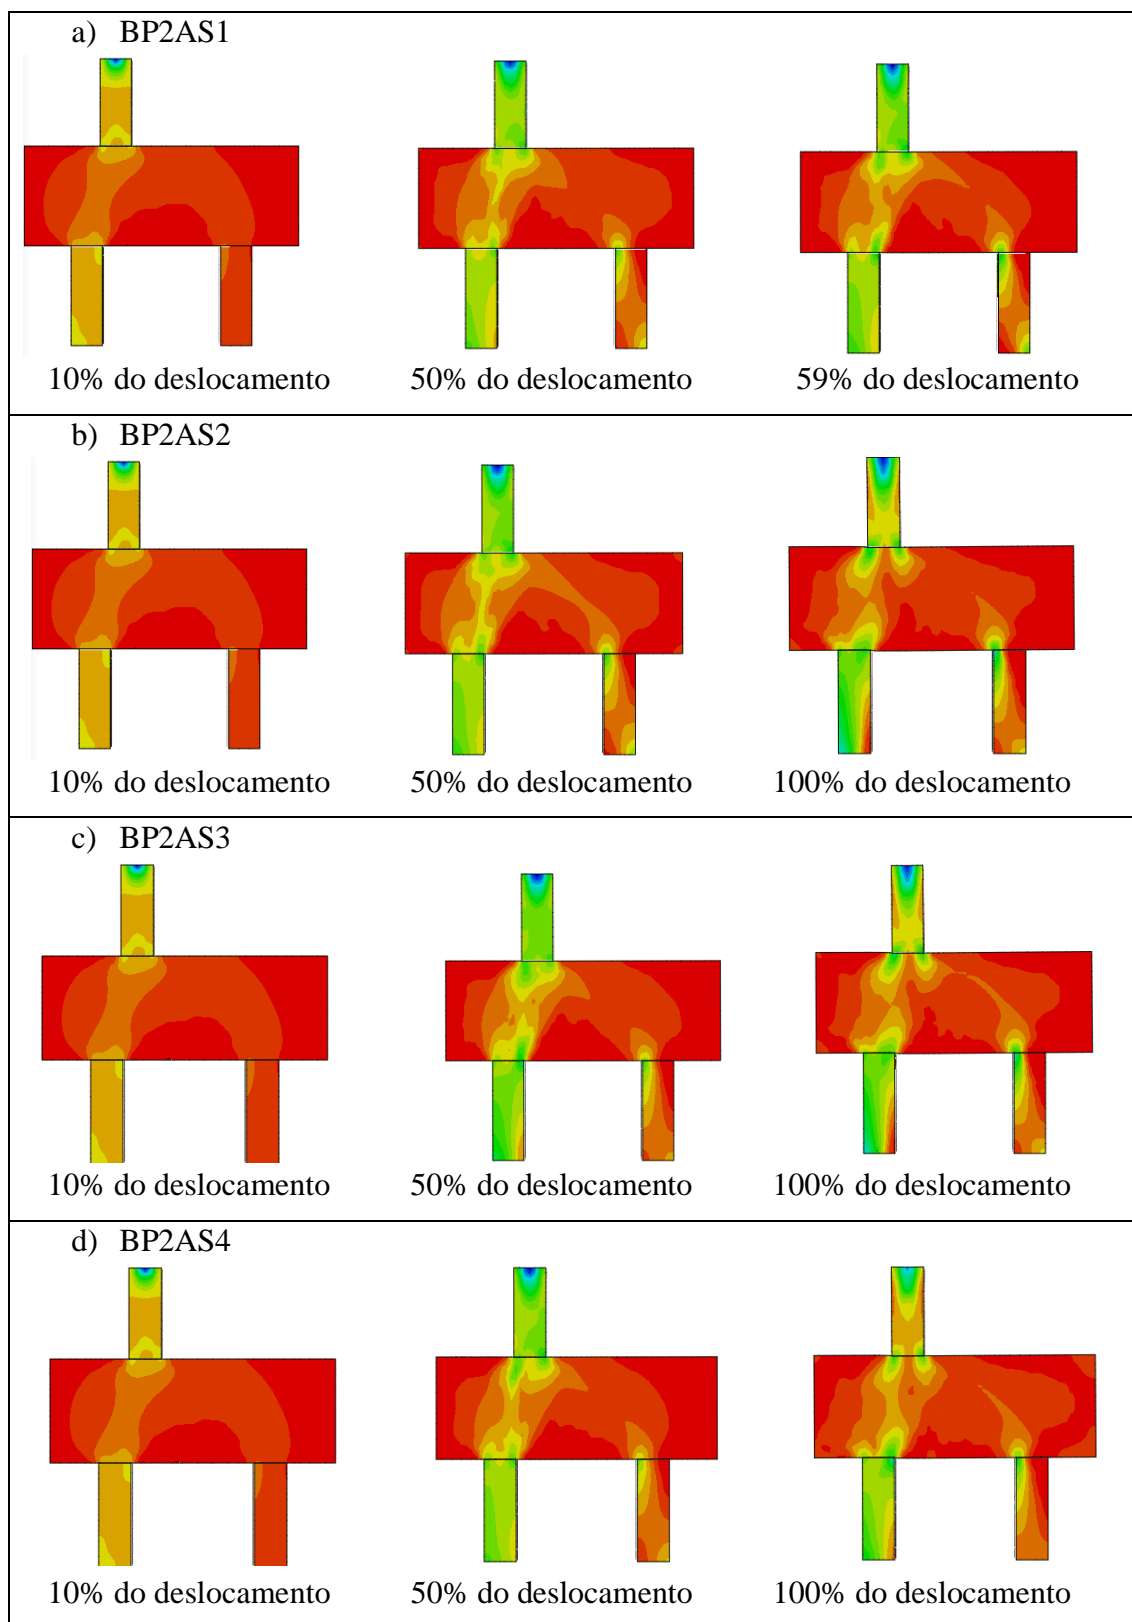 a) BP2AS1
10% do deslocamento 50% do deslocamento 59% do deslocamento
b) BP2AS2
10% do deslocamento 50% do deslocamento 100% do deslocamento
c) BP2AS3
10% do deslocamento 50% do deslocamento 100% do deslocamento
d) BP2AS4
10% do deslocamento 50% do deslocamento 100% do deslocamento